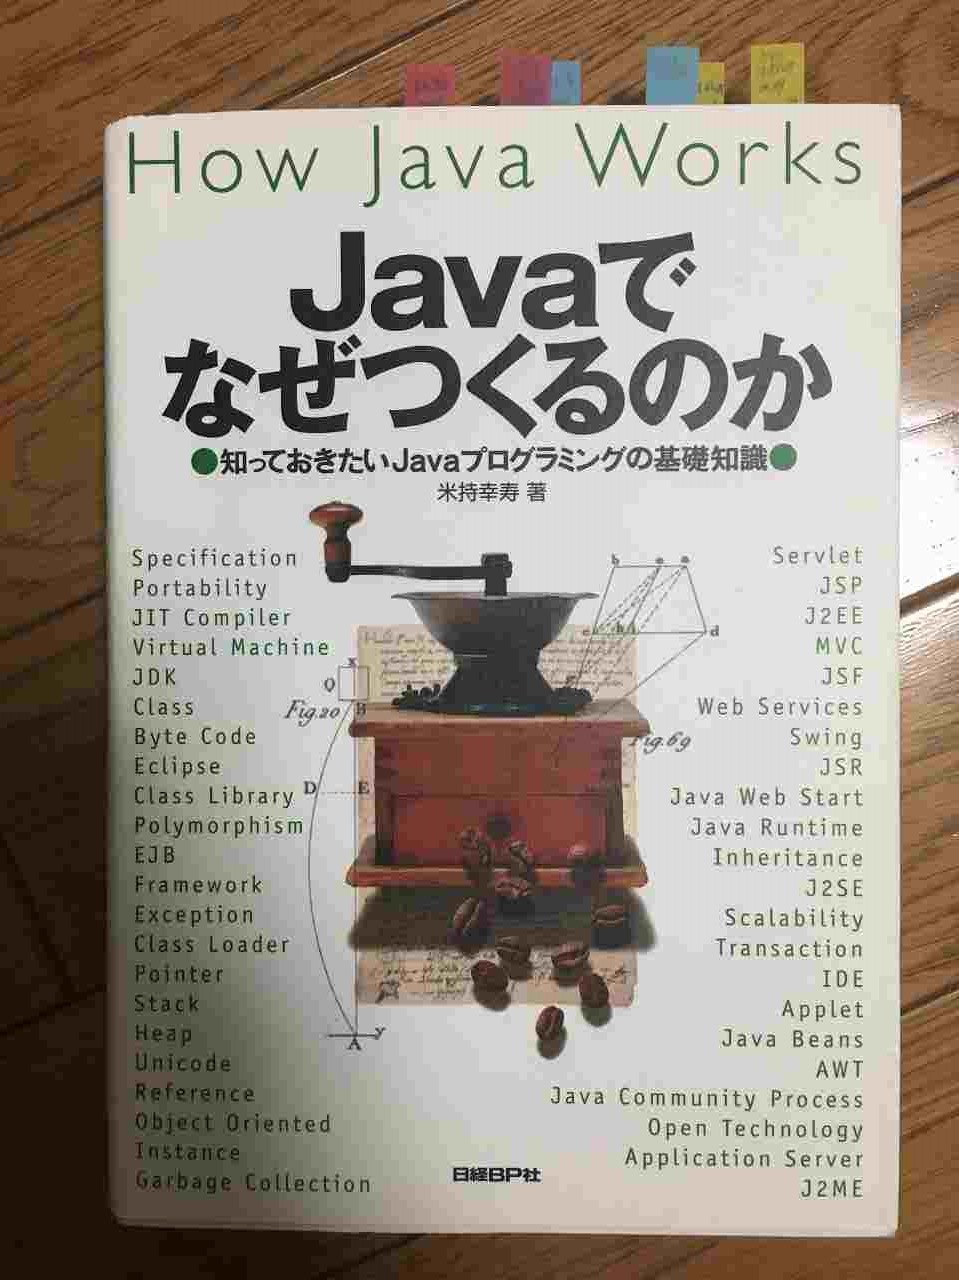 How Java Works
Javaで
なぜつくるのか
●知っておきたいJavaプログラミングの基礎知識●
米持幸寿 著
Specification
Portability
JIT Compiler
Virtual Machine
JDK
Class
Byte Code
Eclipse
Class Library
Polymorphism
EJB
Framework
Exception
Class Loader
Pointer
Stack
Heap
Unicode
Reference
Object Oriented
Instance
Garbage Collection
Servlet
JSP
J2EE
MVC
JSF
Web Services
Swing
JSR
Java Web Start
Java Runtime
Inheritance
J2SE
Scalability
Transaction
IDE
Applet
Java Beans
AWT
Java Community Process
Open Technology
Application Server
J2ME
x
Q
Fig.20 B
D E
A y
b e a
c h d
Fig.69
日経BP社